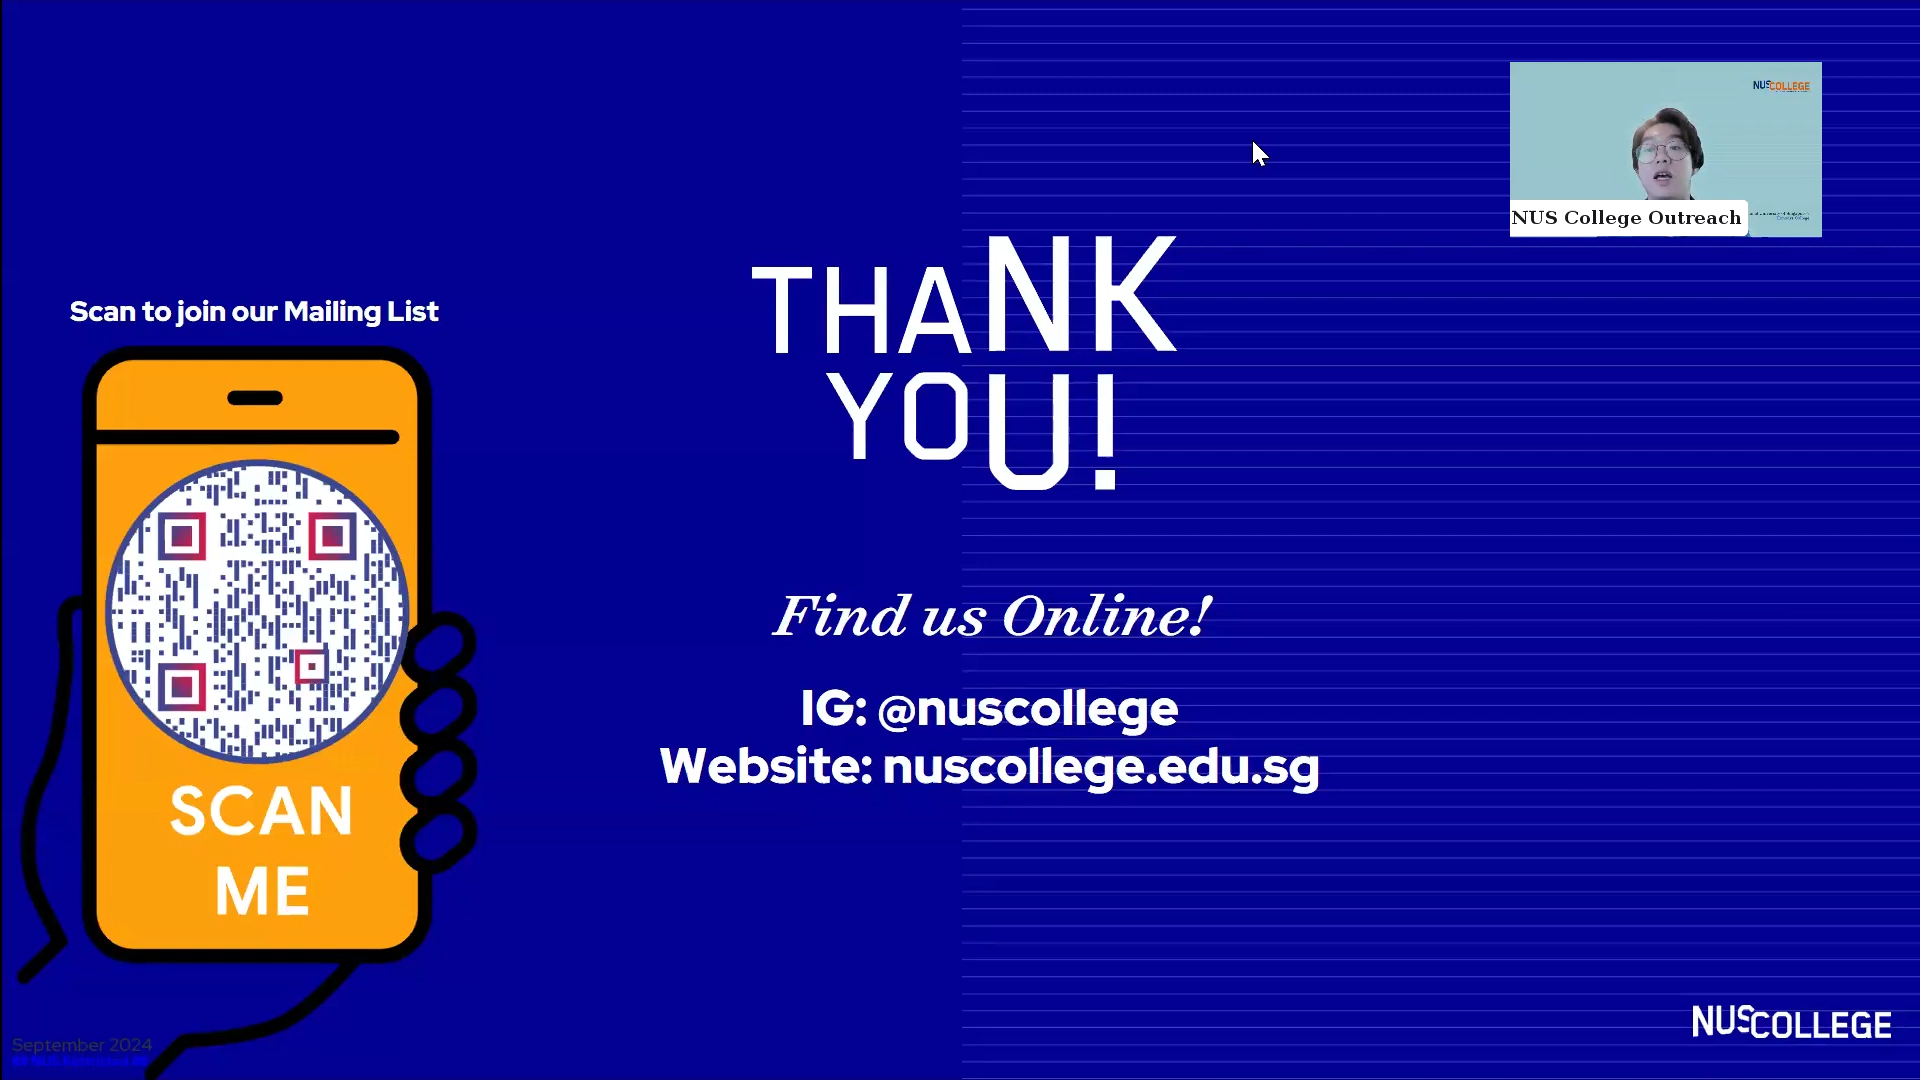 NUSCOLLEGE
NUS College Outreach
THANK
YOU!
Scan to join our Mailing List
SCAN
ME
Find us Online!
IG: @nuscollege
Website: nuscollege.edu.sg
September 2024
NUSCOLLEGE